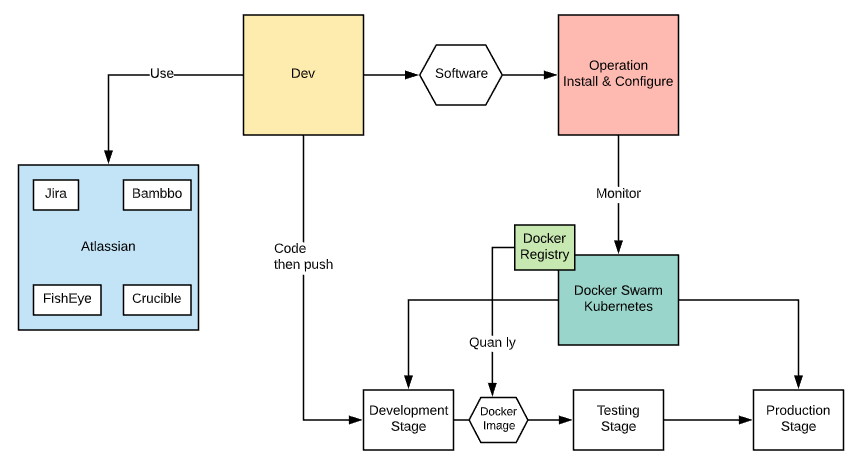 Use
Dev
Software
Operation
Install & Configure
Jira
Bambbo
Atlassian
FishEye
Crucible
Code
then push
Monitor
Docker
Registry
Docker Swarm
Kubernetes
Quan ly
Development
Stage
Docker
Image
Testing
Stage
Production
Stage